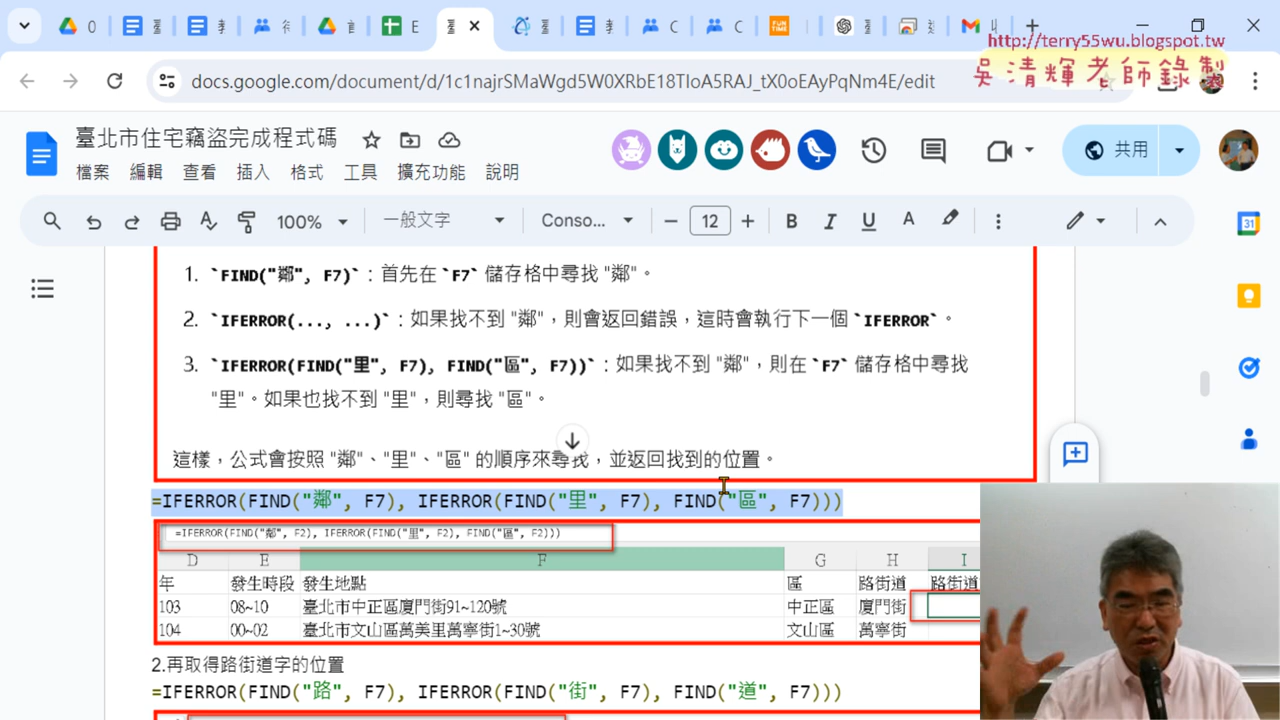 E
C
C
FUN TIME
http://terry55wu.blogspot.tw
吳清輝老師錄製
docs.google.com/document/d/1chajrSMaWgd5W0XRbE18TIoA5RAJ_tX0oEAyPqNm4E/edit
臺北市住宅竊盜完成程式碼
檔案 編輯 查看 插入 格式 工具 擴充功能 說明
共用
100% 一般文字 Conso... 12 B I U A
31
1. `FIND("鄰", F7)`：首先在 `F7` 儲存格中尋找 "鄰"。
2. `IFERROR(..., ...)`：如果找不到 "鄰"，則會返回錯誤，這時會執行下一個 `IFERROR`。
3. `IFERROR(FIND("里", F7), FIND("區", F7))`：如果找不到 "鄰"，則在 `F7` 儲存格中尋找
"里"。如果也找不到 "里"，則尋找 "區"。
這樣，公式會按照 "鄰"、"里"、"區" 的順序來尋找，並返回找到的位置。
=IFERROR(FIND("鄰", F7), IFERROR(FIND("里", F7), FIND("區", F7)))
=IFERROR(FIND("鄰", F2), IFERROR(FIND("里", F2), FIND("區", F2)))
D E F G H I
年 發生時段 發生地點 區 路街道 路街道
103 08~10 臺北市中正區廈門街91~120號 中正區 廈門街
104 00~02 臺北市文山區萬美里萬寧街1~30號 文山區 萬寧街
2.再取得路街道字的位置
=IFERROR(FIND("路", F7), IFERROR(FIND("街", F7), FIND("道", F7)))